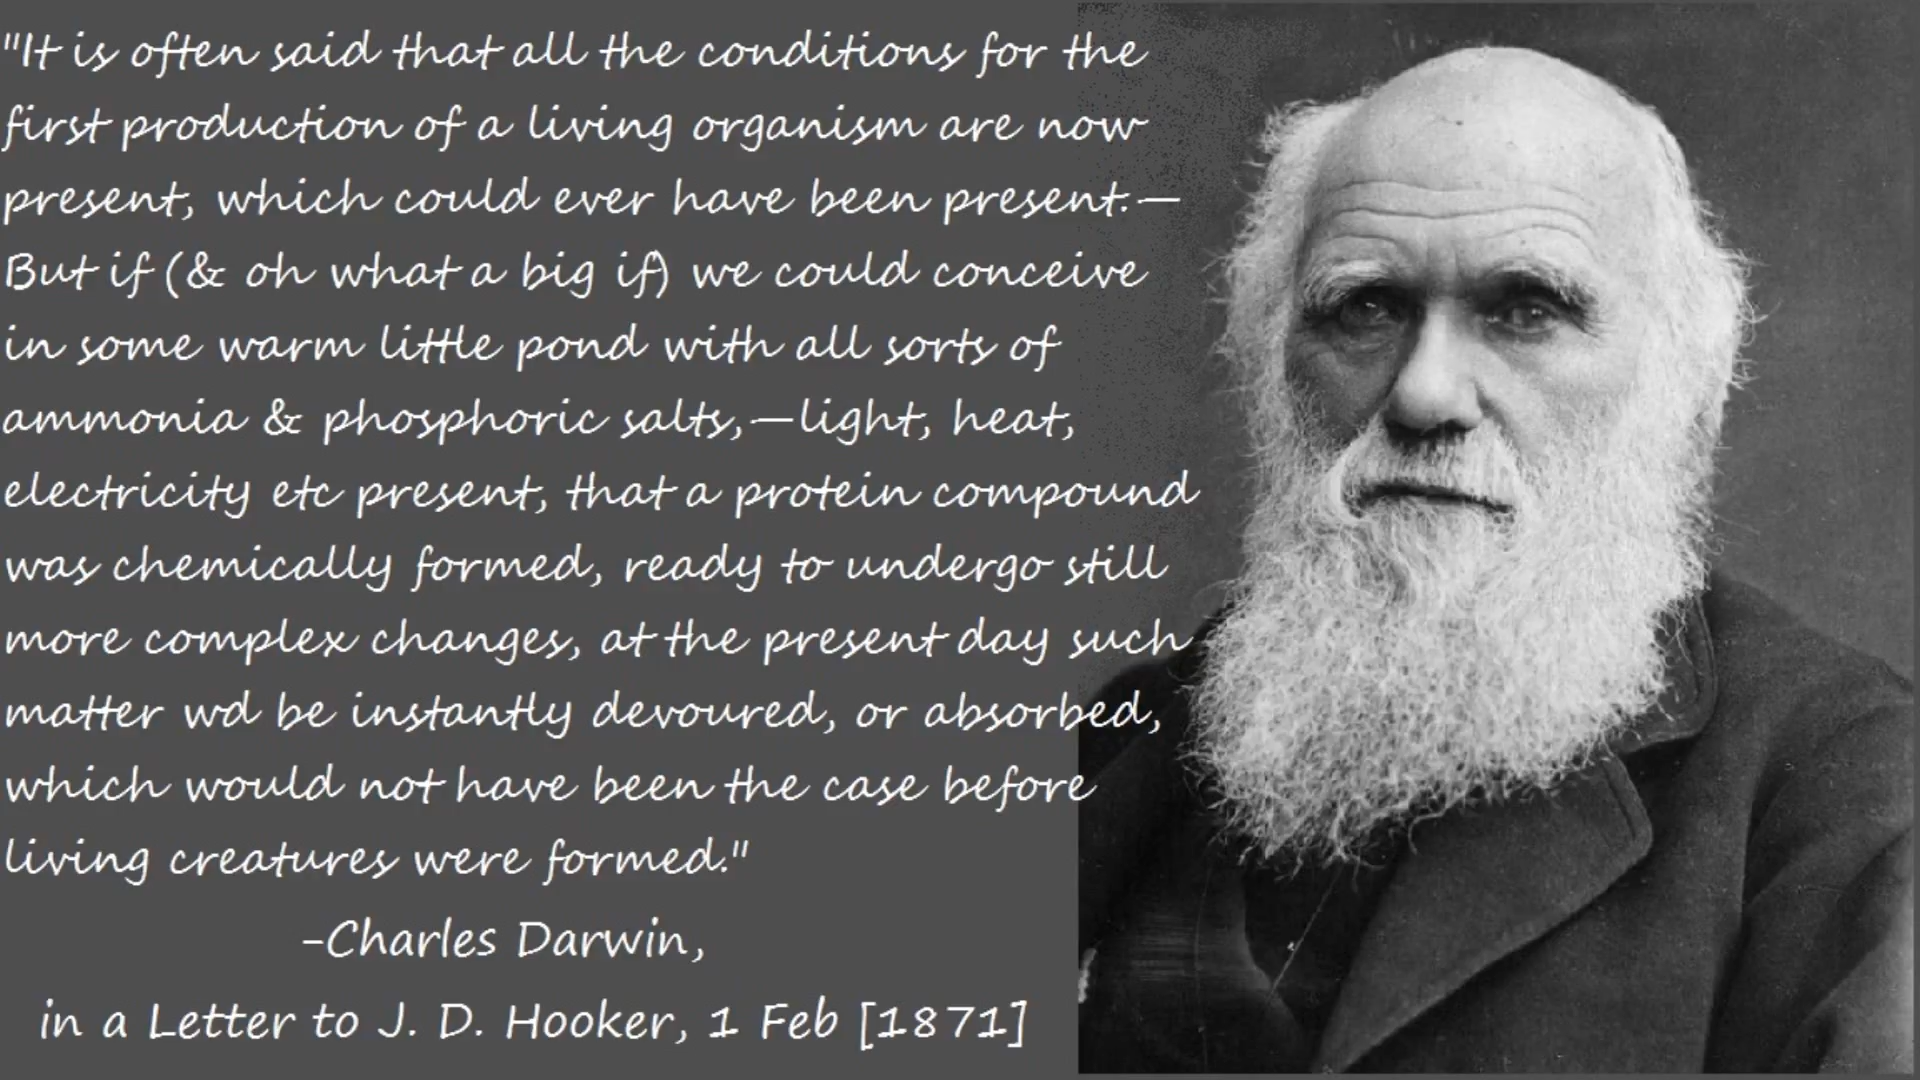 "It is often said that all the conditions for the
first production of a living organism are now
present, which could ever have been present.—
But if (& oh what a big if) we could conceive
in some warm little pond with all sorts of
ammonia & phosphoric salts,—light, heat,
electricity etc present, that a protein compound
was chemically formed, ready to undergo still
more complex changes, at the present day such
matter wd be instantly devoured, or absorbed,
which would not have been the case before
living creatures were formed."
-Charles Darwin,
in a Letter to J. D. Hooker, 1 Feb [1871]